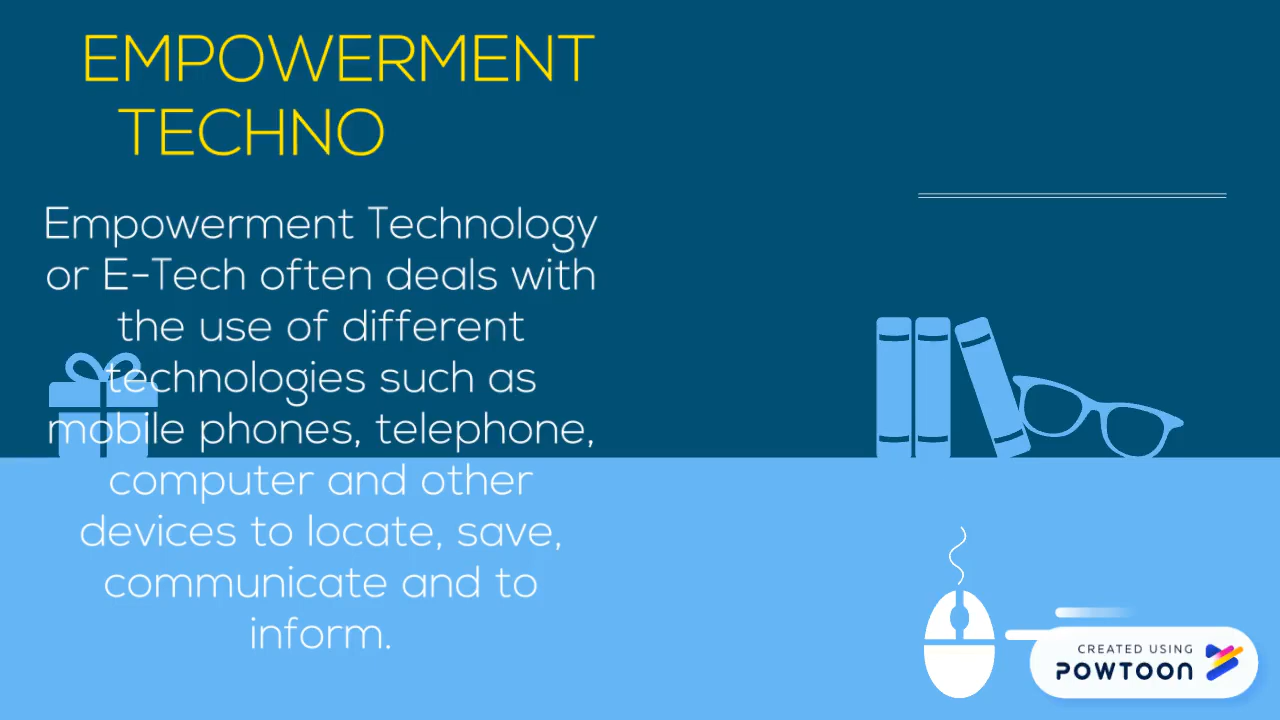 EMPOWERMENT
TECHNO
Empowerment Technology
or E-Tech often deals with
the use of different
technologies such as
mobile phones, telephone,
computer and other
devices to locate, save,
communicate and to
inform.
CREATED USING
POWTOON